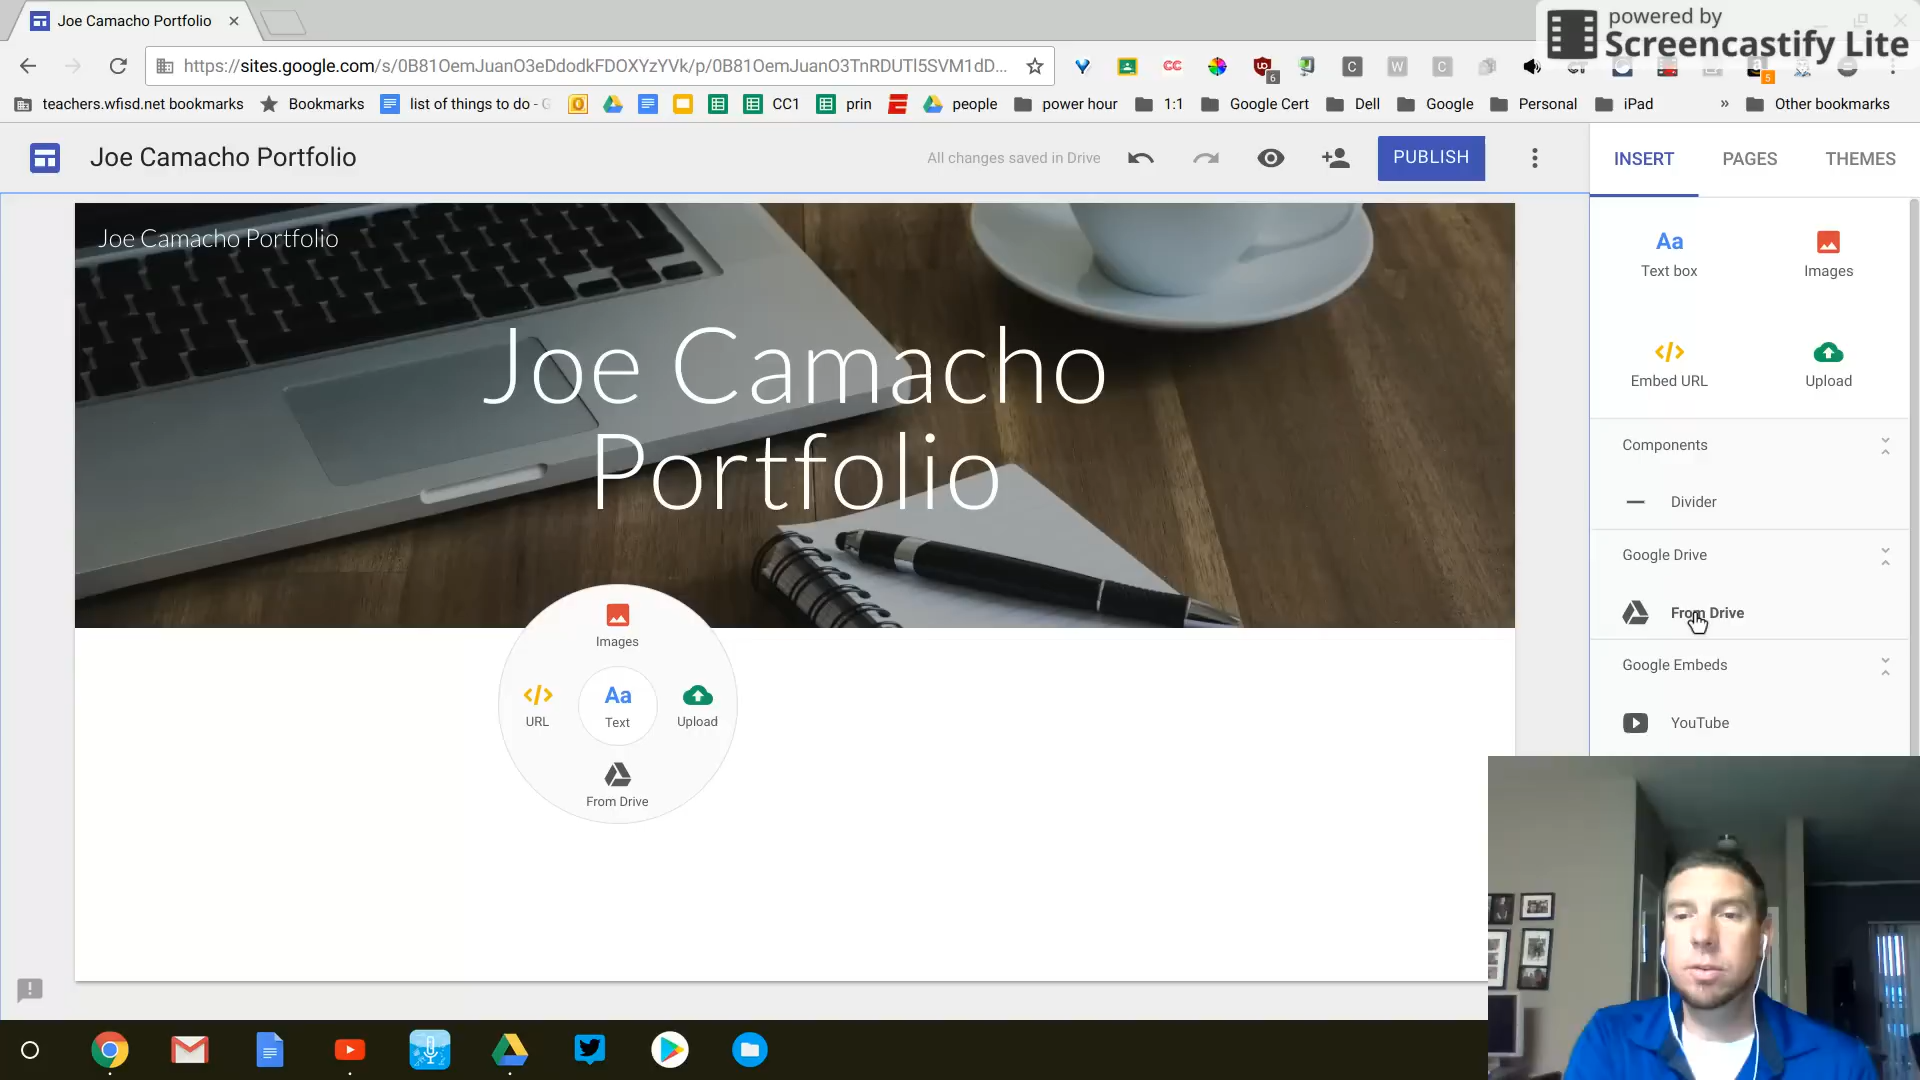 Joe Camacho Portfolio
powered by
Screencastify Lite
https://sites.google.com/s/0B81OemJuanO3eDdodkFDOXYzYVk/p/0B81OemJuanO3TnRDUTl5SVM1dD...
CC
6
C
W
C
5
teachers.wfisd.net bookmarks
Bookmarks
list of things to do - G
CC1
prin
people
power hour
1:1
Google Cert
Dell
Google
Personal
iPad
»
Other bookmarks
Joe Camacho Portfolio
All changes saved in Drive
PUBLISH
INSERT
PAGES
THEMES
Joe Camacho Portfolio
Joe Camacho
Portfolio
Aa
Text box
Images
Embed URL
Upload
Components
Divider
Google Drive
From Drive
Google Embeds
YouTube
Images
URL
Aa
Text
Upload
From Drive